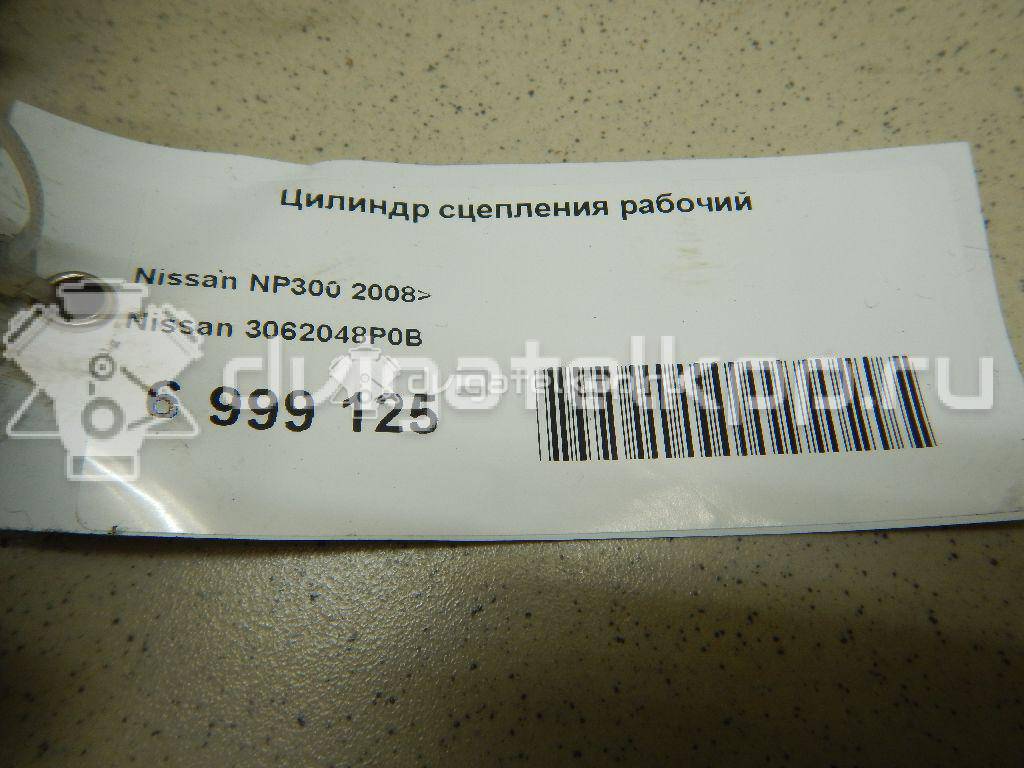 Цилиндр сцепления рабочий
Nissan NP300 2008>
Nissan 3062048P0B
6 999 125
dvigatelkpp.ru